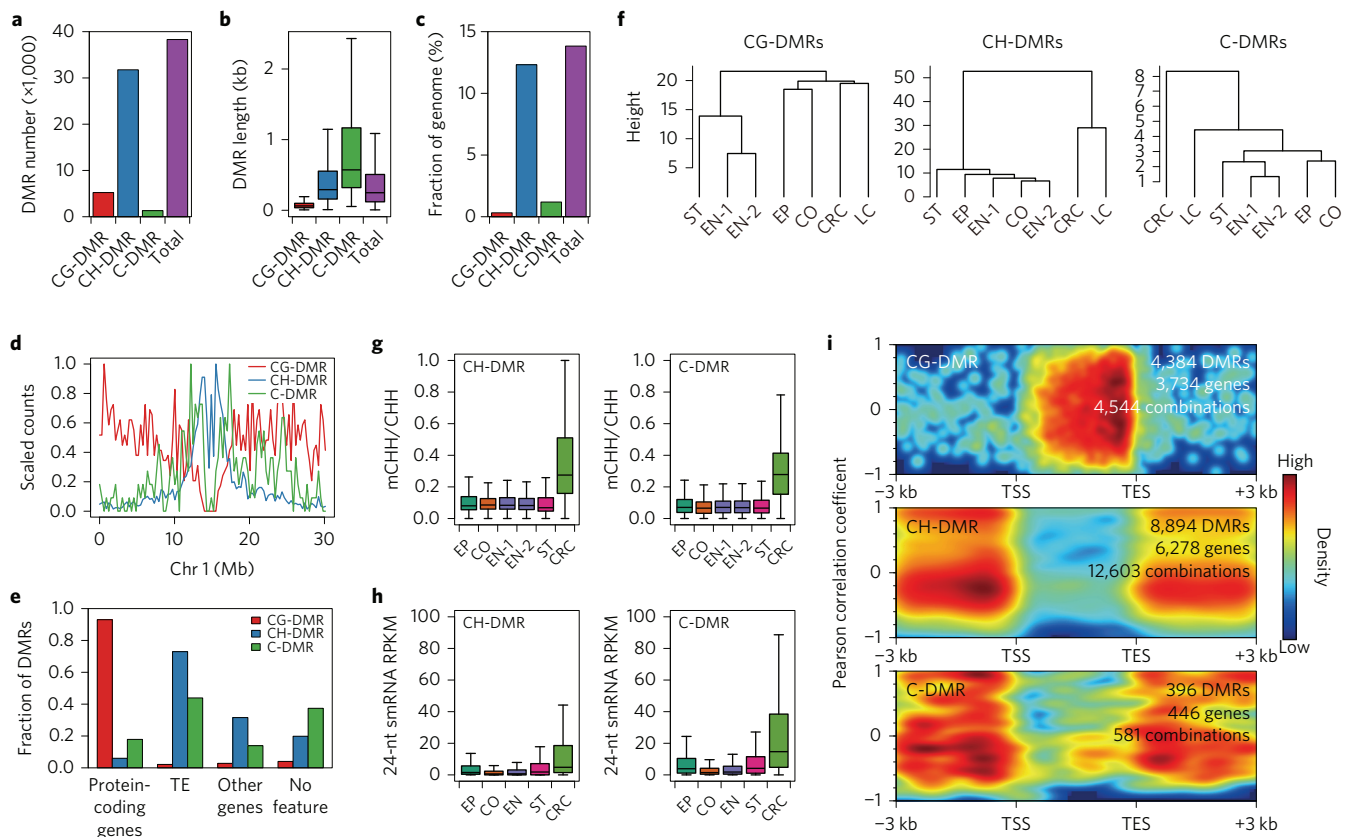 a
DMR number (×1,000)
40
30
20
10
0
CG-DMR
CH-DMR
C-DMR
Total
b
DMR length (kb)
2
1
0
CG-DMR
CH-DMR
C-DMR
Total
c
Fraction of genome (%)
15
10
5
0
CG-DMR
CH-DMR
C-DMR
Total
f
CG-DMRs
Height
20
15
10
5
ST
EN-1
EN-2
EP
CO
CRC
LC
CH-DMRs
50
40
30
20
10
0
ST
EP
EN-1
CO
EN-2
CRC
LC
C-DMRs
8
7
6
5
4
3
2
1
CRC
LC
ST
EN-1
EN-2
EP
CO
d
Scaled counts
1.0
0.8
0.6
0.4
0.2
0.0
CG-DMR
CH-DMR
C-DMR
0 10 20 30
Chr 1 (Mb)
e
Fraction of DMRs
1.0
0.8
0.6
0.4
0.2
0.0
CG-DMR
CH-DMR
C-DMR
Protein-
coding
genes
TE
Other
genes
No
feature
g
mCHH/CHH
1.0
0.8
0.6
0.4
0.2
0.0
CH-DMR
EP
CO
EN-1
EN-2
ST
CRC
mCHH/CHH
1.0
0.8
0.6
0.4
0.2
0.0
C-DMR
EP
CO
EN-1
EN-2
ST
CRC
h
24-nt smRNA RPKM
100
80
60
40
20
0
CH-DMR
EP
CO
EN
ST
CRC
24-nt smRNA RPKM
100
80
60
40
20
0
C-DMR
EP
CO
EN
ST
CRC
i
Pearson correlation coefficent
1
0
−1
CG-DMR
4,384 DMRs
3,734 genes
4,544 combinations
−3 kb TSS TES +3 kb
1
0
−1
CH-DMR
8,894 DMRs
6,278 genes
12,603 combinations
−3 kb TSS TES +3 kb
1
0
−1
C-DMR
396 DMRs
446 genes
581 combinations
−3 kb TSS TES +3 kb
High
Density
Low